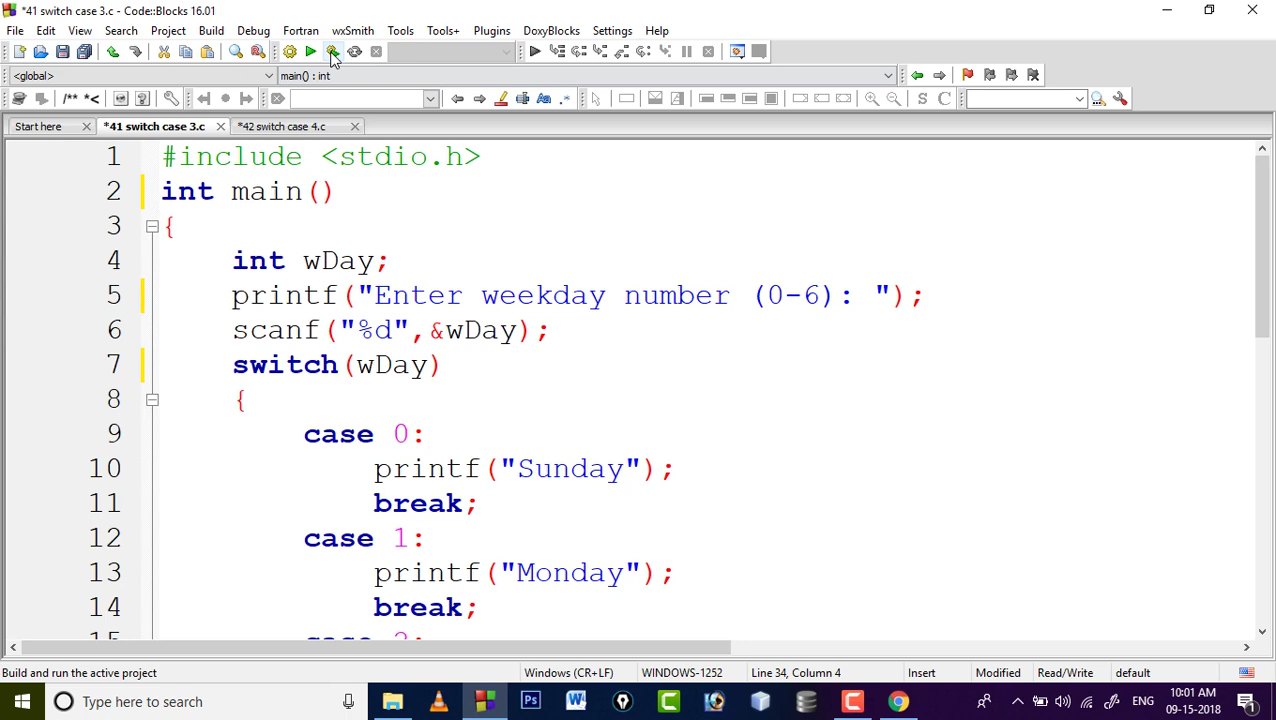 *41 switch case 3.c - Code::Blocks 16.01
File Edit View Search Project Build Debug Fortran wxSmith Tools Tools+ Plugins DoxyBlocks Settings Help
<global> main() : int
/** *<
S C
Start here *41 switch case 3.c *42 switch case 4.c
1 #include <stdio.h>
2 int main()
3 {
4 int wDay;
5 printf("Enter weekday number (0-6): ");
6 scanf("%d",&wDay);
7 switch(wDay)
8 {
9 case 0:
10 printf("Sunday");
11 break;
12 case 1:
13 printf("Monday");
14 break;
15 case 2:
Build and run the active project Windows (CR+LF) WINDOWS-1252 Line 34, Column 4 Insert Modified Read/Write default
Type here to search ENG 10:01 AM
09-15-2018